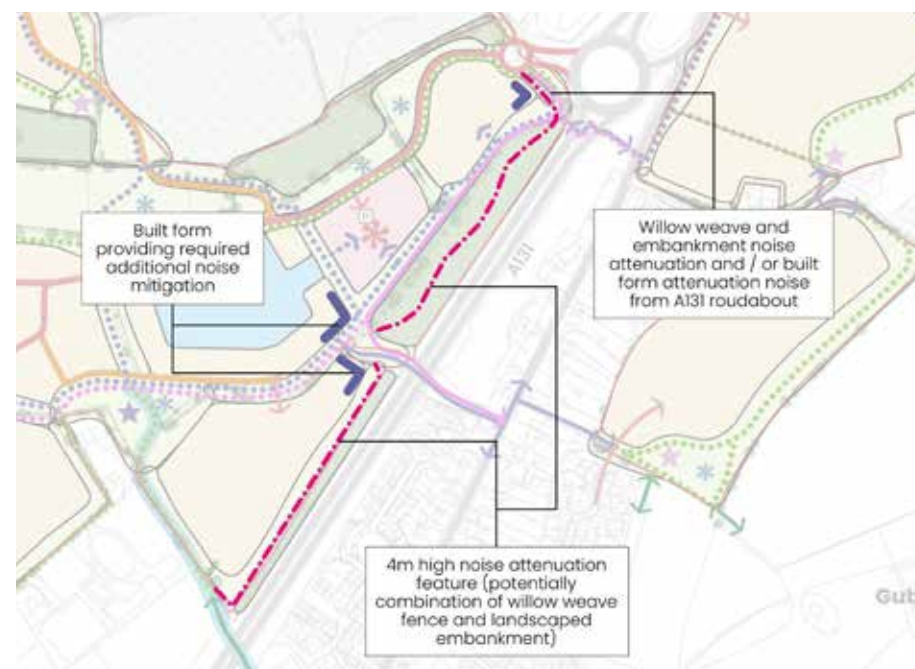 Built form
providing required
additional noise
mitigation
A131
Willow weave and
embankment noise
attenuation and / or built
form attenuation noise
from A131 roundabout
4m high noise attenuation
feature (potentially
combination of willow weave
fence and landscaped
embankment)
Gub